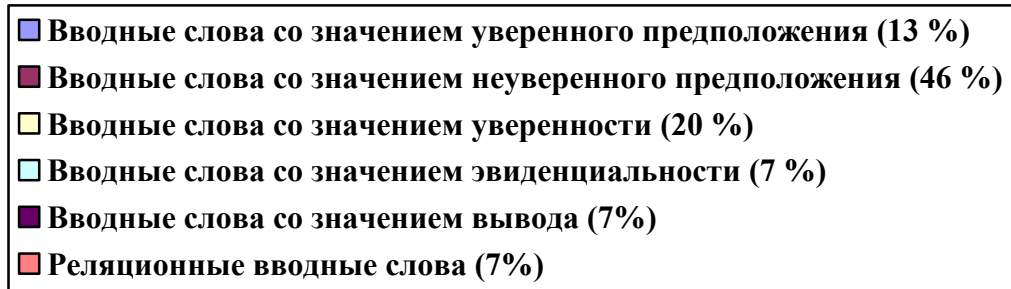 Вводные слова со значением уверенного предположения (13 %)
Вводные слова со значением неуверенного предположения (46 %)
Вводные слова со значением уверенности (20 %)
Вводные слова со значением эвиденциальности (7 %)
Вводные слова со значением вывода (7%)
Реляционные вводные слова (7%)